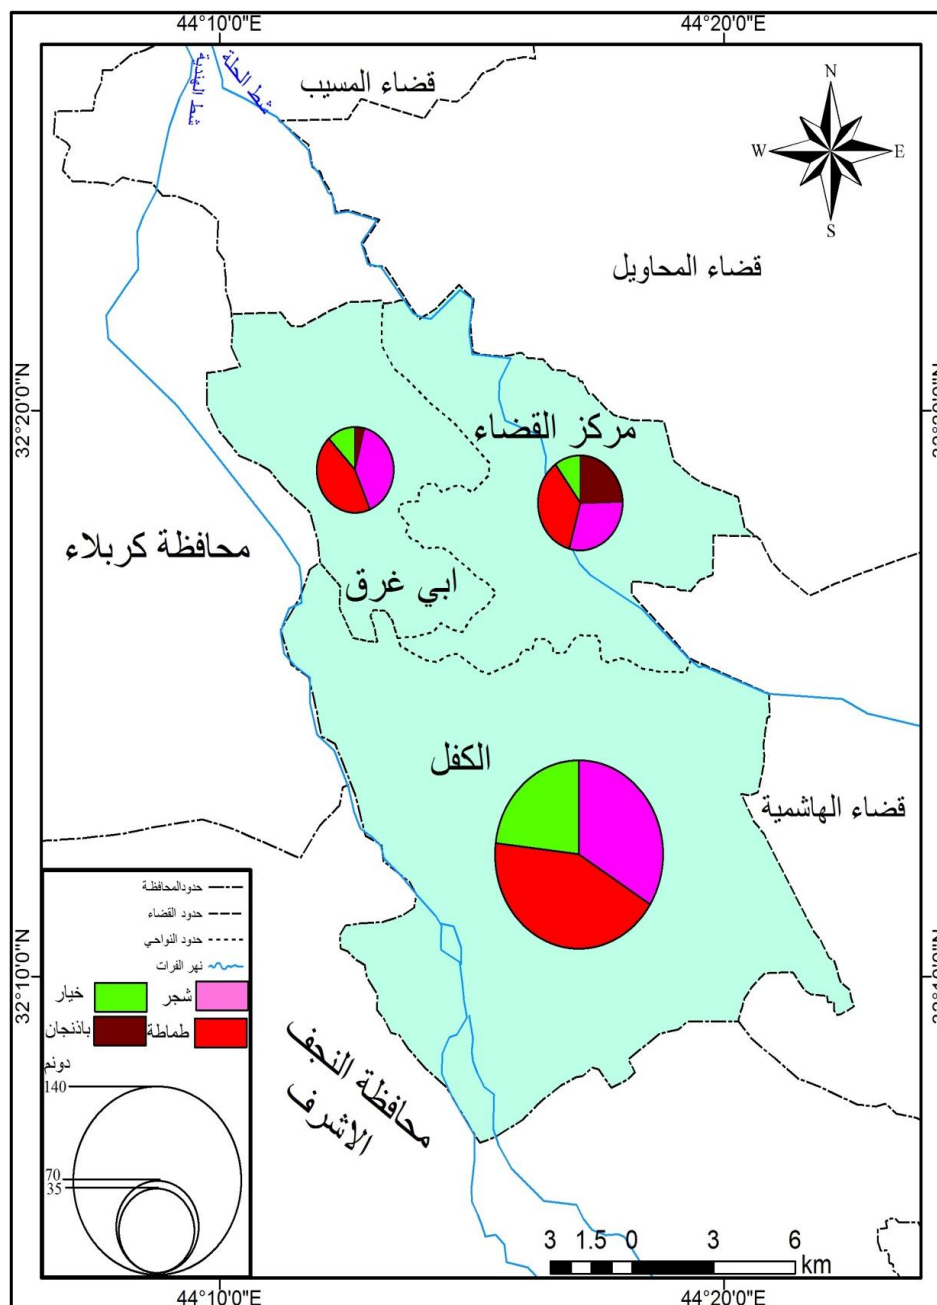 44°10'0"E
44°20'0"E
شط الهندية
شط الحلة
قضاء المسيب
N
W
E
S
قضاء المحاويل
32°20'0"N
مركز القضاء
محافظة كربلاء
ابي غرق
الكفل
قضاء الهاشمية
حدودالمحافظة
حدود القضاء
حدود النواحي
نهر الفرات
شجر
خيار
طماطة
باذنجان
دونم
140
70
35
32°10'0"N
محافظة النجف
الاشرف
3 1.5 0 3 6
km
44°10'0"E
44°20'0"E